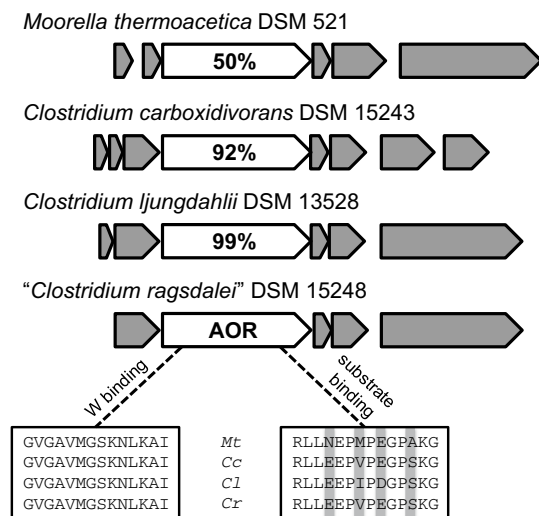 Moorella thermoacetica DSM 521
50%
Clostridium carboxidivorans DSM 15243
92%
Clostridium ljungdahlii DSM 13528
99%
“Clostridium ragsdalei” DSM 15248
AOR
W binding
substrate
binding
GVGAVMGSKNLKAI Mt RLLNEPMPEGPAKG
GVGAVMGSKNLKAI Cc RLLEEPVPEGPSKG
GVGAVMGSKNLKAI Cl RLLEEPIPDGPSKG
GVGAVMGSKNLKAI Cr RLLEEPVPEGPSKG